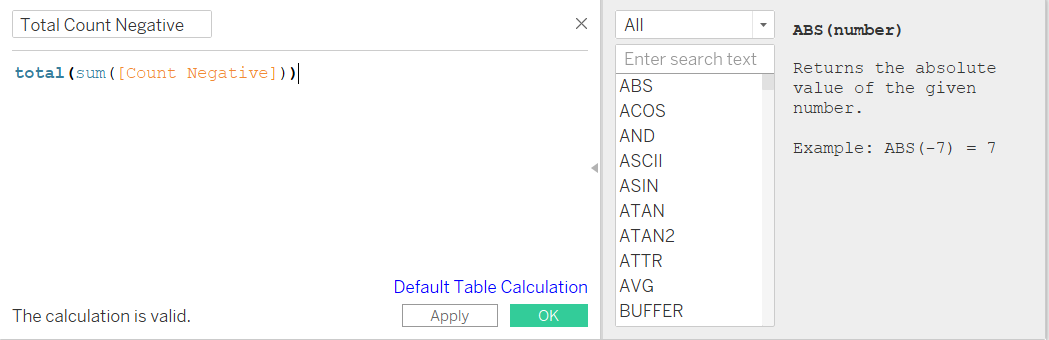 Total Count Negative
total(sum([Count Negative]))
Default Table Calculation
The calculation is valid.
Apply
OK
All
Enter search text
ABS
ACOS
AND
ASCII
ASIN
ATAN
ATAN2
ATTR
AVG
BUFFER
ABS(number)
Returns the absolute
value of the given
number.
Example: ABS(-7) = 7